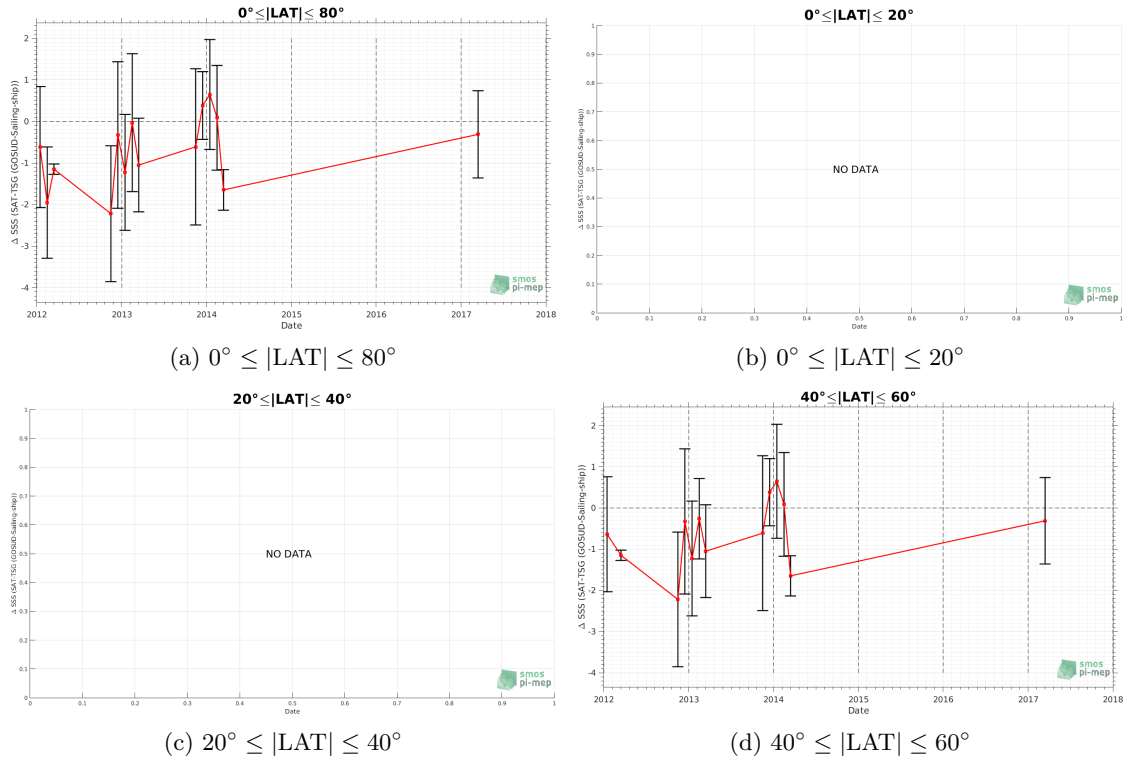 0°≤|LAT|≤ 80°
2
1
0
-1
-2
-3
-4
Δ SSS (SAT-TSG (GOSUD-Sailing-ship))
2012 2013 2014 2015 2016 2017 2018
Date
smos
pi-mep
(a) 0° ≤ |LAT| ≤ 80°
0°≤|LAT|≤ 20°
1
0.9
0.8
0.7
0.6
0.5
0.4
0.3
0.2
0.1
0
Δ SSS (SAT-TSG (GOSUD-Sailing-ship))
NO DATA
0 0.1 0.2 0.3 0.4 0.5 0.6 0.7 0.8 0.9 1
Date
smos
pi-mep
(b) 0° ≤ |LAT| ≤ 20°
20°≤|LAT|≤ 40°
1
0.9
0.8
0.7
0.6
0.5
0.4
0.3
0.2
0.1
0
Δ SSS (SAT-TSG (GOSUD-Sailing-ship))
NO DATA
0 0.1 0.2 0.3 0.4 0.5 0.6 0.7 0.8 0.9 1
Date
smos
pi-mep
(c) 20° ≤ |LAT| ≤ 40°
40°≤|LAT|≤ 60°
2
1
0
-1
-2
-3
-4
Δ SSS (SAT-TSG (GOSUD-Sailing-ship))
2012 2013 2014 2015 2016 2017 2018
Date
smos
pi-mep
(d) 40° ≤ |LAT| ≤ 60°